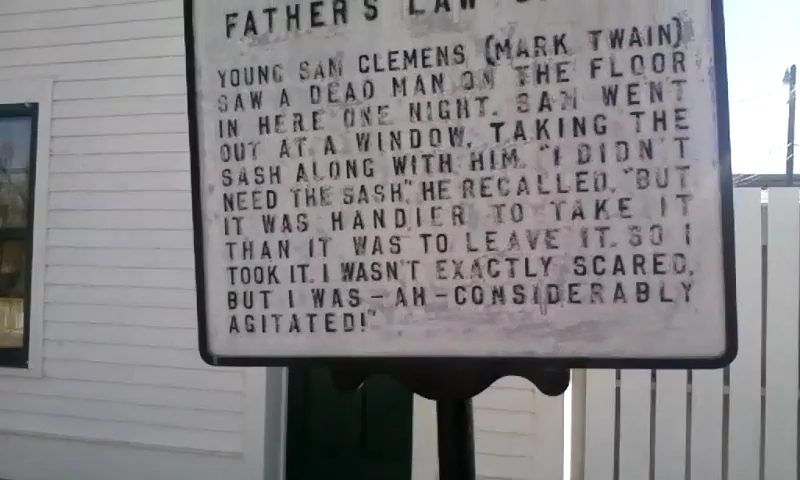 FATHER'S LAW
YOUNG SAM CLEMENS (MARK TWAIN)
SAW A DEAD MAN ON THE FLOOR
IN HERE ONE NIGHT. SAM WENT
OUT AT A WINDOW, TAKING THE
SASH ALONG WITH HIM. "I DIDN'T
NEED THE SASH," HE RECALLED, "BUT
IT WAS HANDIER TO TAKE IT
THAN IT WAS TO LEAVE IT. SO I
TOOK IT. I WASN'T EXACTLY SCARED,
BUT I WAS-AH-CONSIDERABLY
AGITATED!"